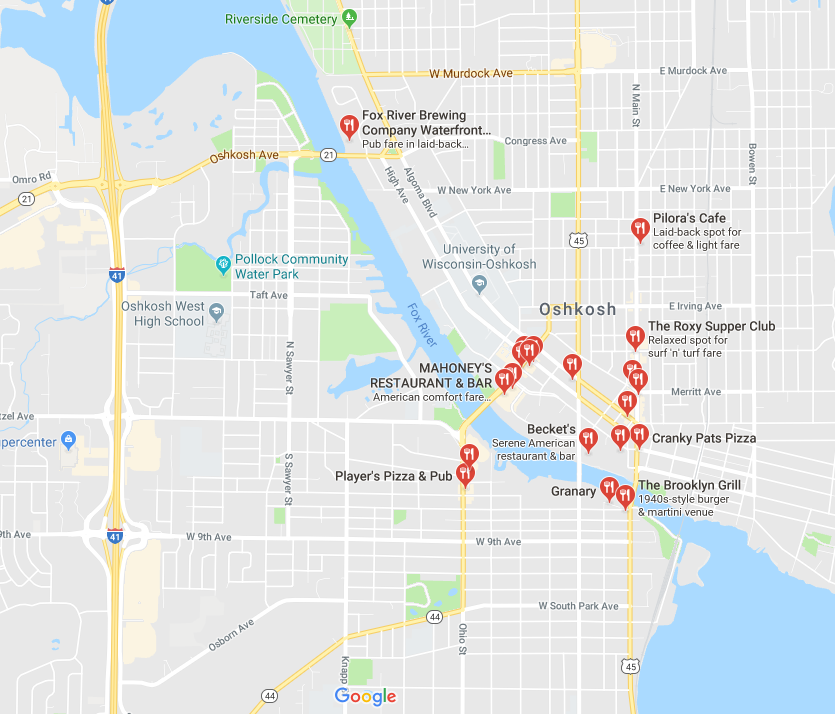 41
Riverside Cemetery
W Murdock Ave
E Murdock Ave
N Main St
Fox River Brewing
Company Waterfront...
Pub fare in laid-back...
Congress Ave
Bowen St
Oshkosh Ave
21
Omro Rd
21
High Ave
Algoma Blvd
W New York Ave
E New York Ave
Pilora's Cafe
Laid-back spot for
coffee & light fare
45
University of
Wisconsin-Oshkosh
Pollock Community
Water Park
41
Taft Ave
Oshkosh West
High School
Fox River
Oshkosh
E Irving Ave
The Roxy Supper Club
Relaxed spot for
surf 'n' turf fare
N Sawyer St
MAHONEY'S
RESTAURANT & BAR
American comfort fare...
Merritt Ave
tzel Ave
upercenter
Becket's
Serene American
restaurant & bar
Cranky Pats Pizza
S Sawyer St
Player's Pizza & Pub
Granary
The Brooklyn Grill
1940s-style burger
& martini venue
9th Ave
41
W 9th Ave
W 9th Ave
W South Park Ave
44
Osborn Ave
Ohio St
Knapp
45
44
Google